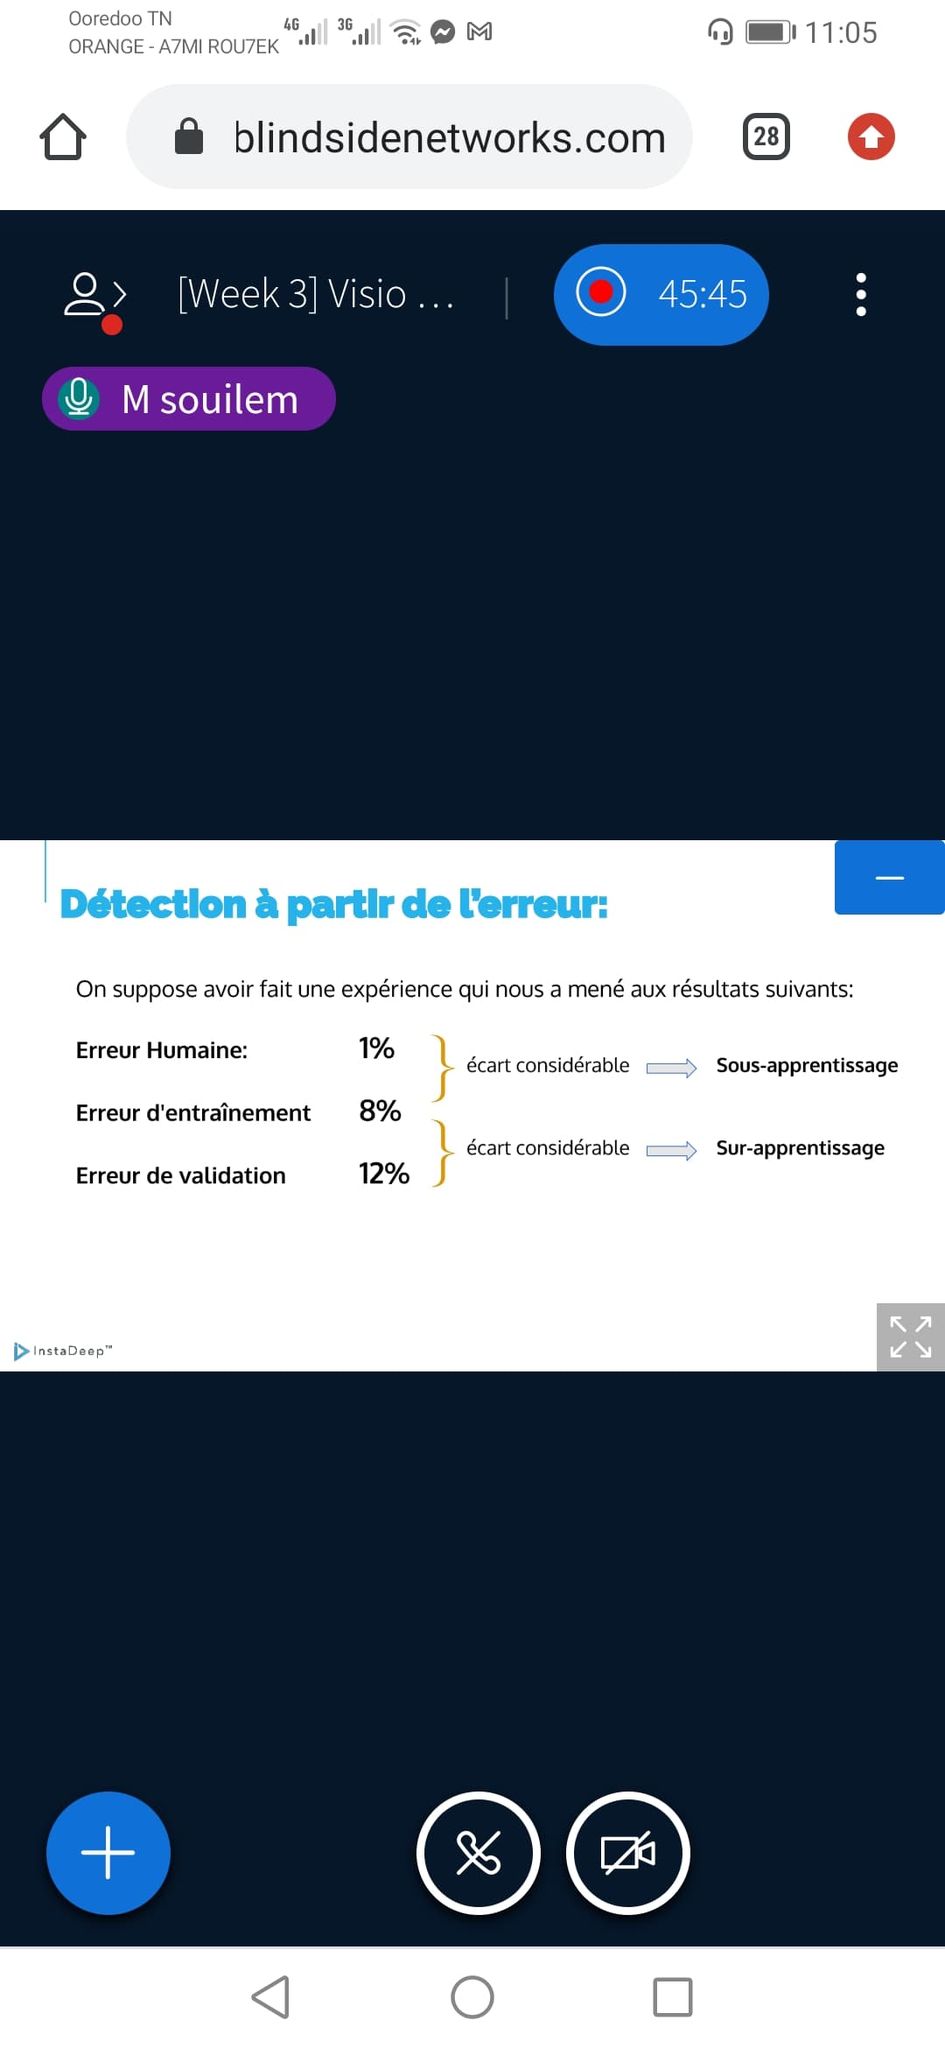 Ooredoo TN
ORANGE - A7MI ROU7EK
4G 3G 11:05
blindsidenetworks.com
28
[Week 3] Visio ...
45:45
M souilem
Détection à partir de l'erreur:
On suppose avoir fait une expérience qui nous a mené aux résultats suivants:
Erreur Humaine: 1%
écart considérable Sous-apprentissage
Erreur d'entraînement 8%
écart considérable Sur-apprentissage
Erreur de validation 12%
InstaDeep™